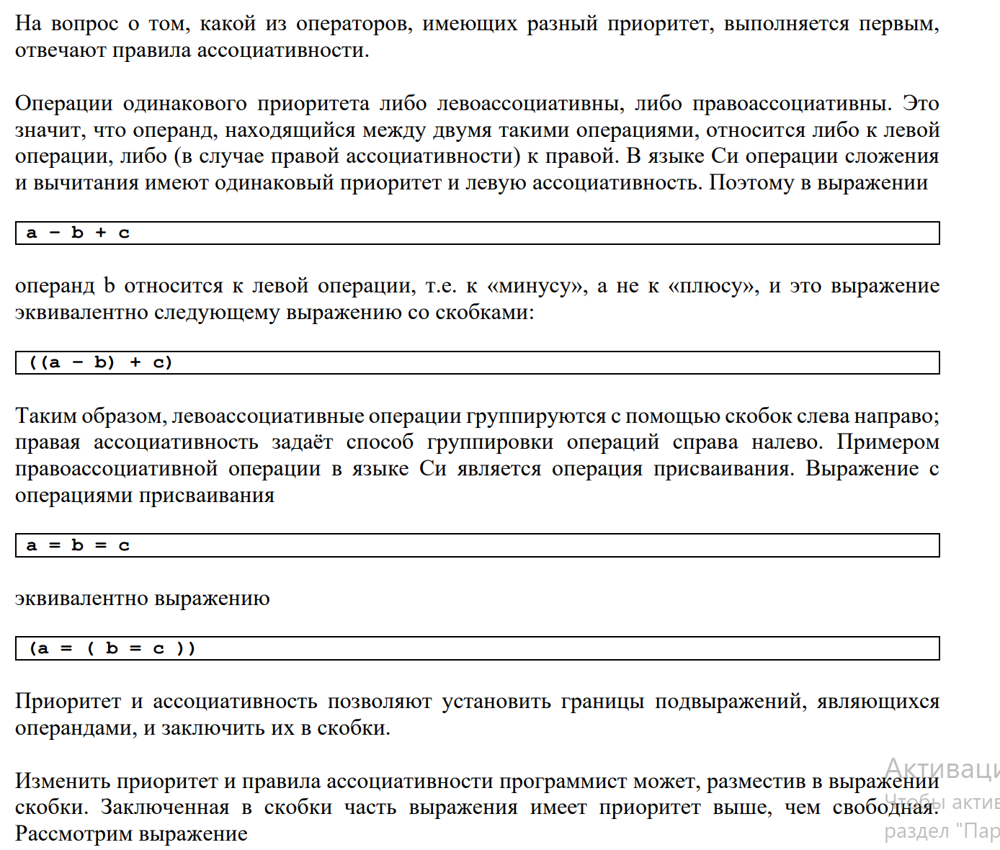 На вопрос о том, какой из операторов, имеющих разный приоритет, выполняется первым,
отвечают правила ассоциативности.
Операции одинакового приоритета либо левоассоциативны, либо правоассоциативны. Это
значит, что операнд, находящийся между двумя такими операциями, относится либо к левой
операции, либо (в случае правой ассоциативности) к правой. В языке Си операции сложения
и вычитания имеют одинаковый приоритет и левую ассоциативность. Поэтому в выражении
a – b + c
операнд b относится к левой операции, т.е. к «минусу», а не к «плюсу», и это выражение
эквивалентно следующему выражению со скобками:
((a – b) + c)
Таким образом, левоассоциативные операции группируются с помощью скобок слева направо;
правая ассоциативность задаёт способ группировки операций справа налево. Примером
правоассоциативной операции в языке Си является операция присваивания. Выражение с
операциями присваивания
a = b = c
эквивалентно выражению
(a = ( b = c ))
Приоритет и ассоциативность позволяют установить границы подвыражений, являющихся
операндами, и заключить их в скобки.
Изменить приоритет и правила ассоциативности программист может, разместив в выражении
скобки. Заключенная в скобки часть выражения имеет приоритет выше, чем свободная.
Рассмотрим выражение
Активаци
Чтобы актив
раздел "Пар